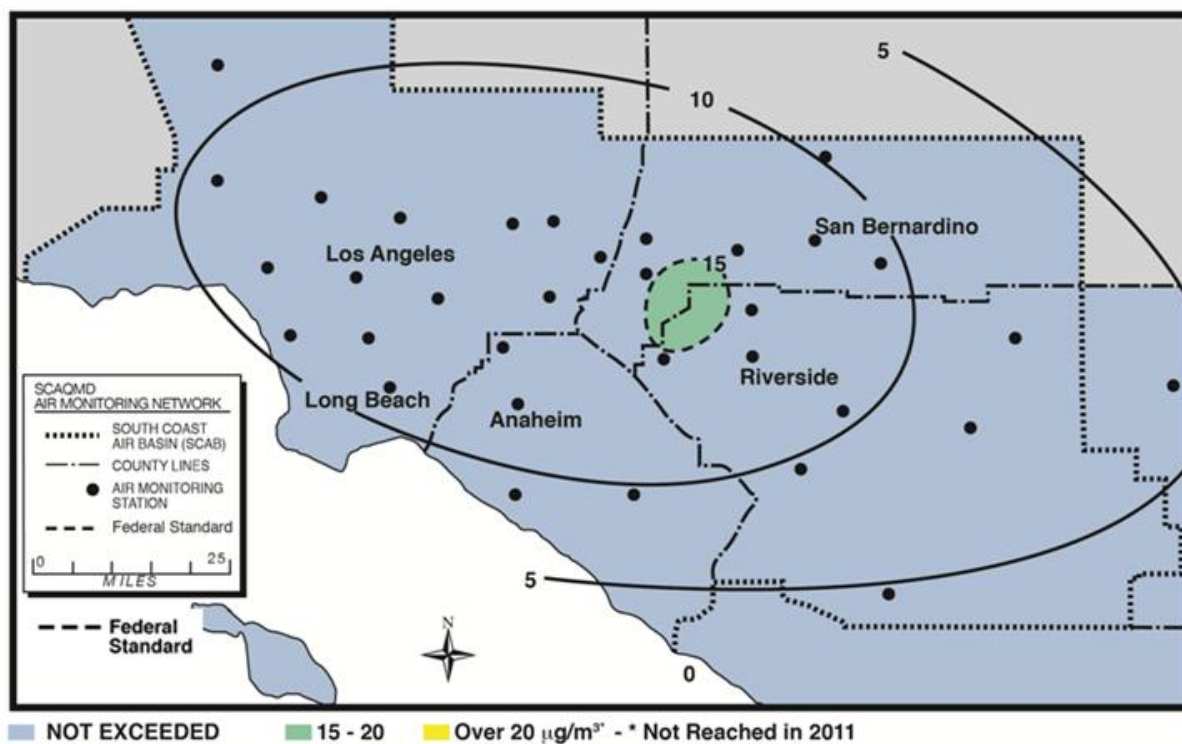 5
10
San Bernardino
Los Angeles
15
Riverside
Long Beach
Anaheim
SCAQMD
AIR MONITORING NETWORK
SOUTH COAST
AIR BASIN (SCAB)
COUNTY LINES
AIR MONITORING
STATION
Federal Standard
0 25
MILES
5
Federal
Standard
N
0
NOT EXCEEDED 15 - 20 Over 20 µg/m³* - * Not Reached in 2011